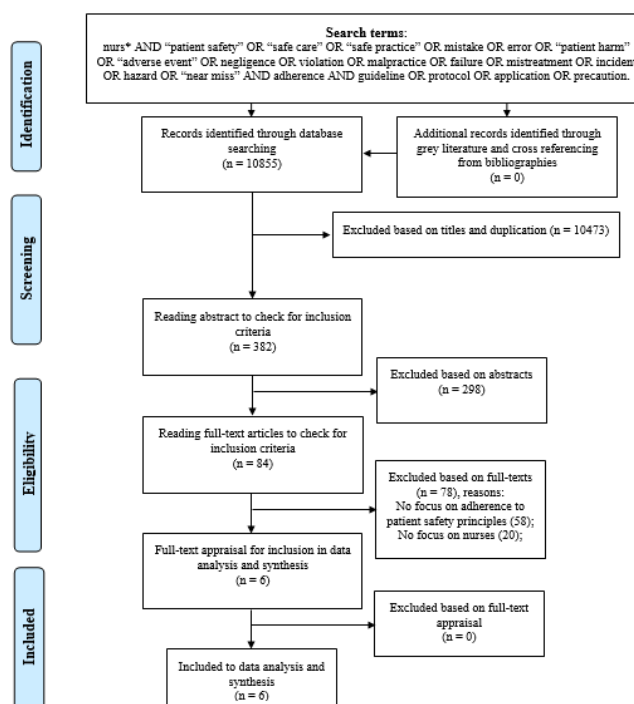 Search terms:
nurs* AND “patient safety” OR “safe care” OR “safe practice” OR mistake OR error OR “patient harm”
OR “adverse event” OR negligence OR violation OR malpractice OR failure OR mistreatment OR incident
OR hazard OR “near miss” AND adherence AND guideline OR protocol OR application OR precaution.
Identification
Records identified through database
searching
(n = 10855)
Additional records identified through
grey literature and cross referencing
from bibliographies
(n = 0)
Screening
Excluded based on titles and duplication (n = 10473)
Reading abstract to check for inclusion
criteria
(n = 382)
Excluded based on abstracts
(n = 298)
Eligibility
Reading full-text articles to check for
inclusion criteria
(n = 84)
Excluded based on full-texts
(n = 78), reasons:
No focus on adherence to
patient safety principles (58);
No focus on nurses (20);
Full-text appraisal for inclusion in data
analysis and synthesis
(n = 6)
Included
Excluded based on full-text
appraisal
(n = 0)
Included to data analysis and
synthesis
(n = 6)